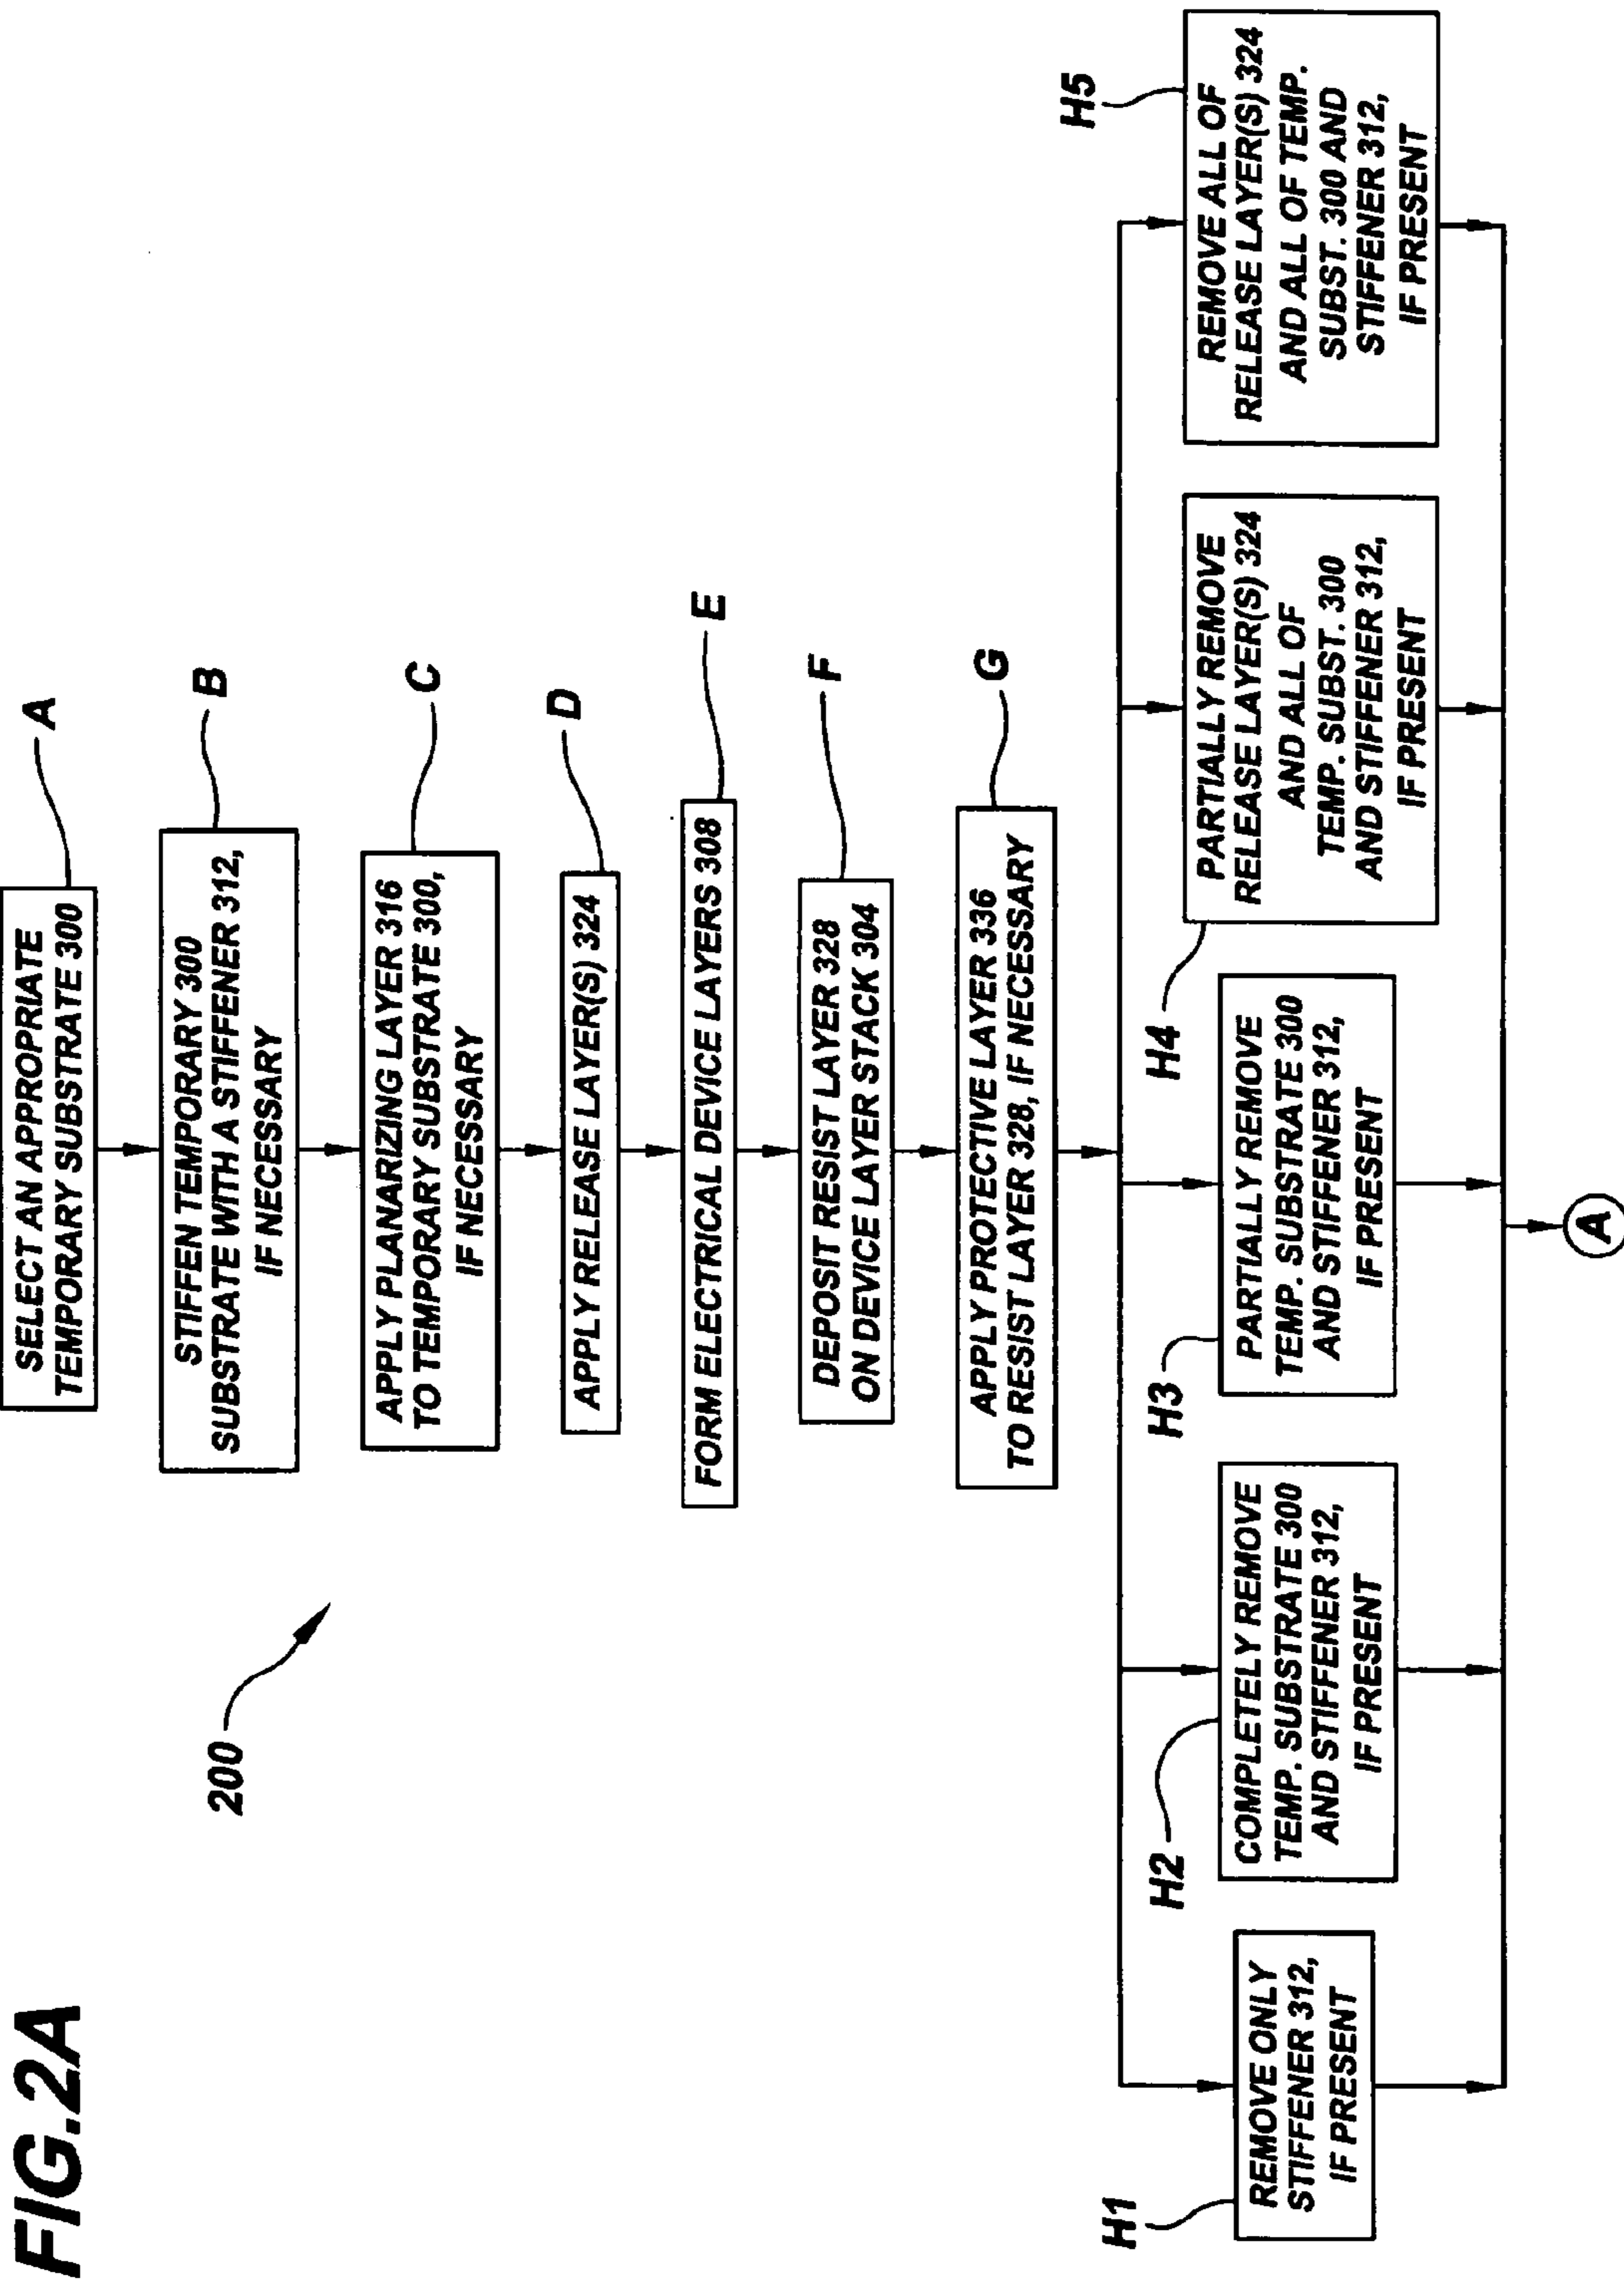 FIG.2A
200
SELECT AN APPROPRIATE
TEMPORARY SUBSTRATE 300
A
STIFFEN TEMPORARY 300
SUBSTRATE WITH A STIFFENER 312,
IF NECESSARY
B
APPLY PLANARIZING LAYER 316
TO TEMPORARY SUBSTRATE 300,
IF NECESSARY
C
APPLY RELEASE LAYER(S) 324
D
FORM ELECTRICAL DEVICE LAYERS 308
E
DEPOSIT RESIST LAYER 328
ON DEVICE LAYER STACK 304
F
APPLY PROTECTIVE LAYER 336
TO RESIST LAYER 328, IF NECESSARY
G
H1
REMOVE ONLY
STIFFENER 312,
IF PRESENT
H2
COMPLETELY REMOVE
TEMP. SUBSTRATE 300
AND STIFFENER 312,
IF PRESENT
H3
PARTIALLY REMOVE
TEMP. SUBSTRATE 300
AND STIFFENER 312,
IF PRESENT
H4
PARTIALLY REMOVE
RELEASE LAYER(S) 324
AND ALL OF
TEMP. SUBST. 300
AND STIFFENER 312,
IF PRESENT
H5
REMOVE ALL OF
RELEASE LAYER(S) 324
AND ALL OF TEMP.
SUBST. 300 AND
STIFFENER 312,
IF PRESENT
A